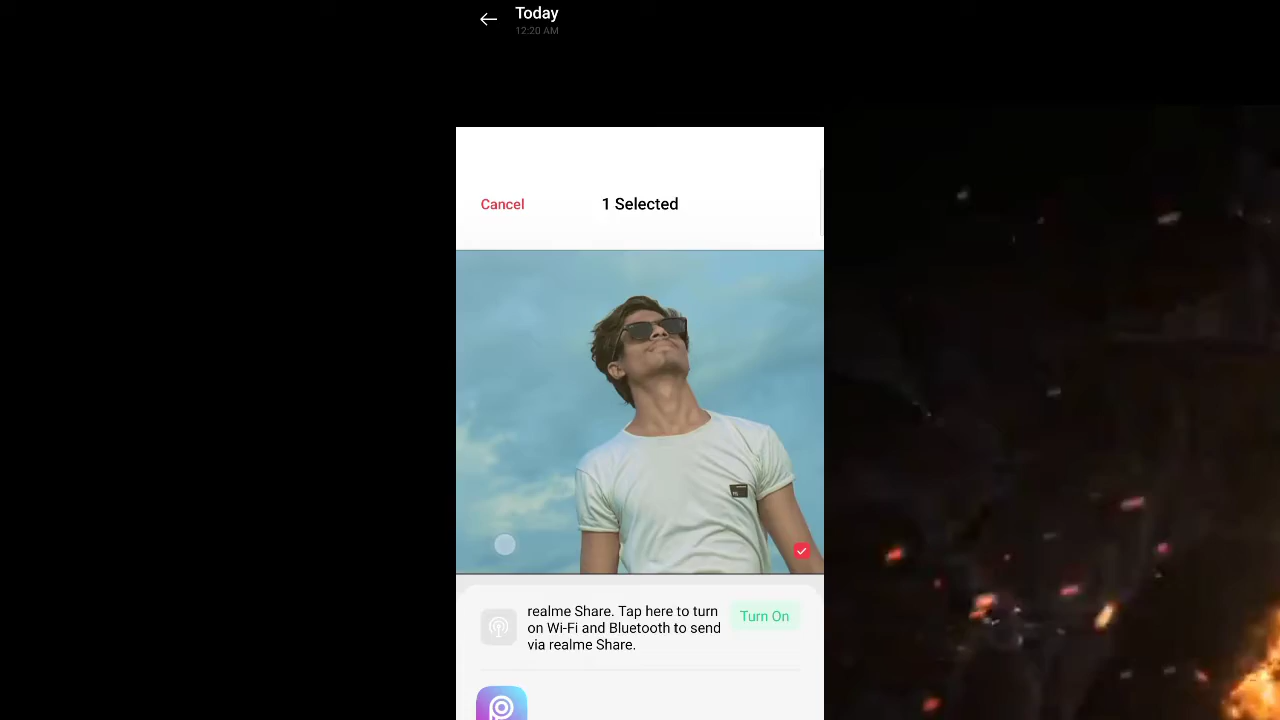 Today
12:20 AM
Cancel
1 Selected
realme Share. Tap here to turn
on Wi-Fi and Bluetooth to send
via realme Share.
Turn On